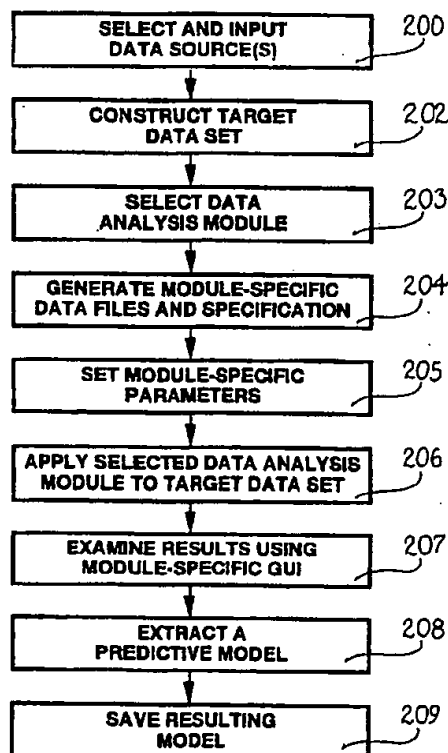 SELECT AND INPUT
DATA SOURCE(S)
200
CONSTRUCT TARGET
DATA SET
202
SELECT DATA
ANALYSIS MODULE
203
GENERATE MODULE-SPECIFIC
DATA FILES AND SPECIFICATION
204
SET MODULE-SPECIFIC
PARAMETERS
205
APPLY SELECTED DATA ANALYSIS
MODULE TO TARGET DATA SET
206
EXAMINE RESULTS USING
MODULE-SPECIFIC GUI
207
EXTRACT A
PREDICTIVE MODEL
208
SAVE RESULTING
MODEL
209